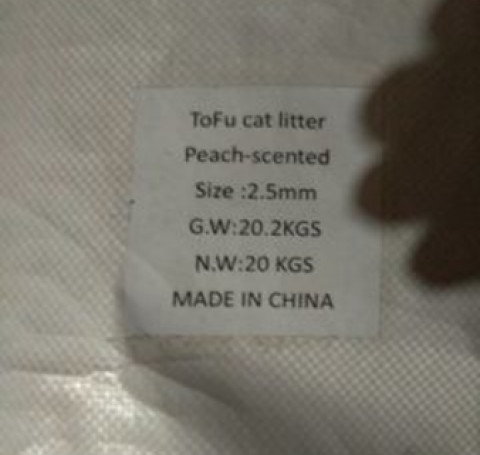 ToFu cat litter
Peach-scented
Size :2.5mm
G.W:20.2KGS
N.W:20 KGS
MADE IN CHINA